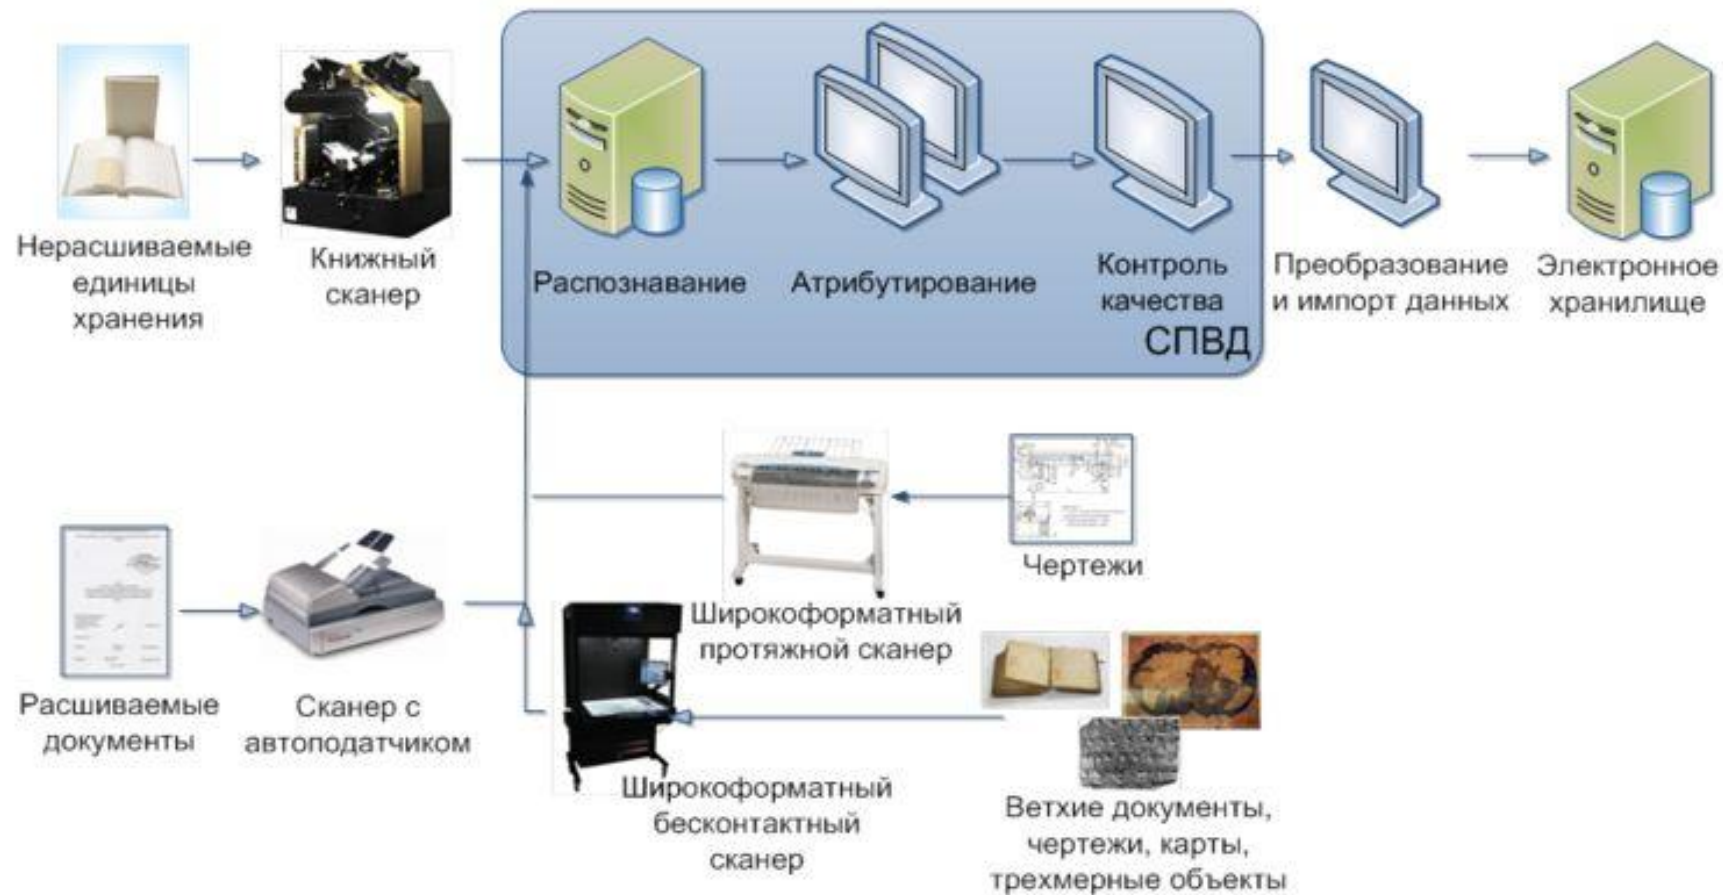 Нерасшиваемые
единицы
хранения
Книжный
сканер
Распознавание
Атрибутирование
Контроль
качества
СПВД
Преобразование
и импорт данных
Электронное
хранилище
Чертежи
Широкоформатный
протяжной сканер
Расшиваемые
документы
Сканер с
автоподатчиком
Широкоформатный
бесконтактный
сканер
Ветхие документы,
чертежи, карты,
трехмерные объекты